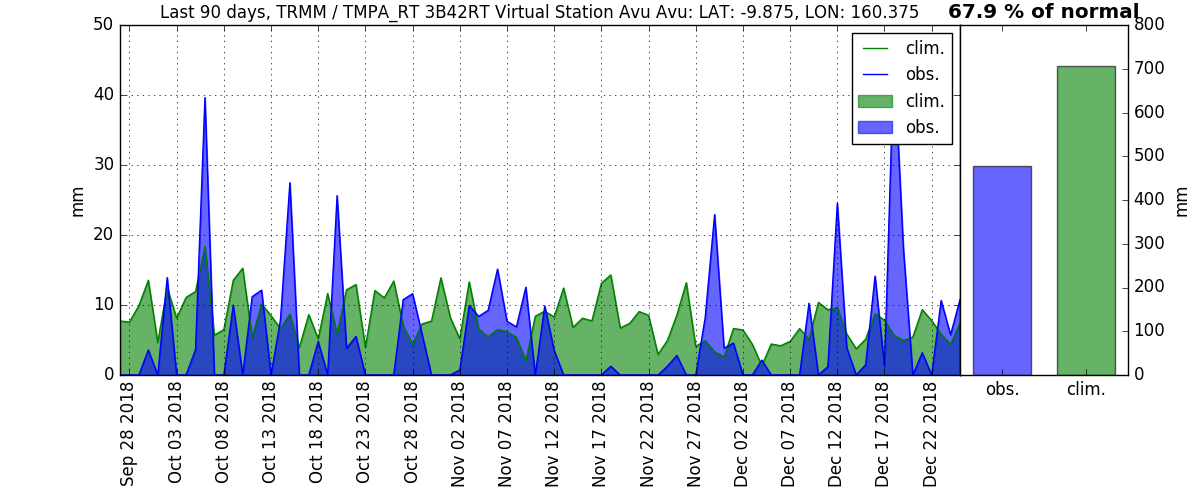 Last 90 days, TRMM / TMPA_RT 3B42RT Virtual Station Avu Avu: LAT: -9.875, LON: 160.375
67.9 % of normal
50
40
30
20
10
0
mm
clim.
obs.
clim.
obs.
800
700
600
500
400
300
200
100
0
mm
Sep 28 2018
Oct 03 2018
Oct 08 2018
Oct 13 2018
Oct 18 2018
Oct 23 2018
Oct 28 2018
Nov 02 2018
Nov 07 2018
Nov 12 2018
Nov 17 2018
Nov 22 2018
Nov 27 2018
Dec 02 2018
Dec 07 2018
Dec 12 2018
Dec 17 2018
Dec 22 2018
obs.
clim.